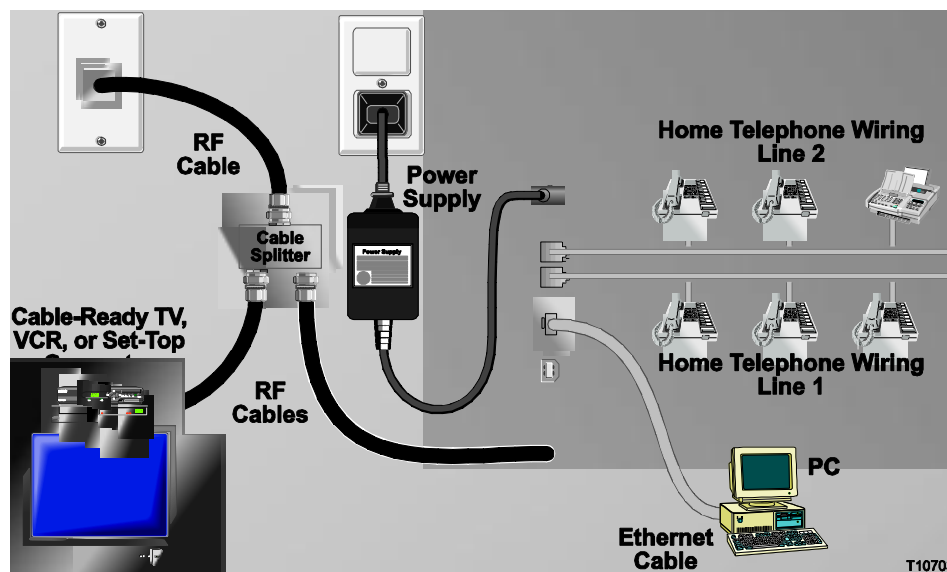 RF
Cable
Power
Supply
Home Telephone Wiring
Line 2
Cable
Splitter
Power Supply
Cable-Ready TV,
VCR, or Set-Top
Home Telephone Wiring
Line 1
RF
Cables
PC
Ethernet
Cable
T1070